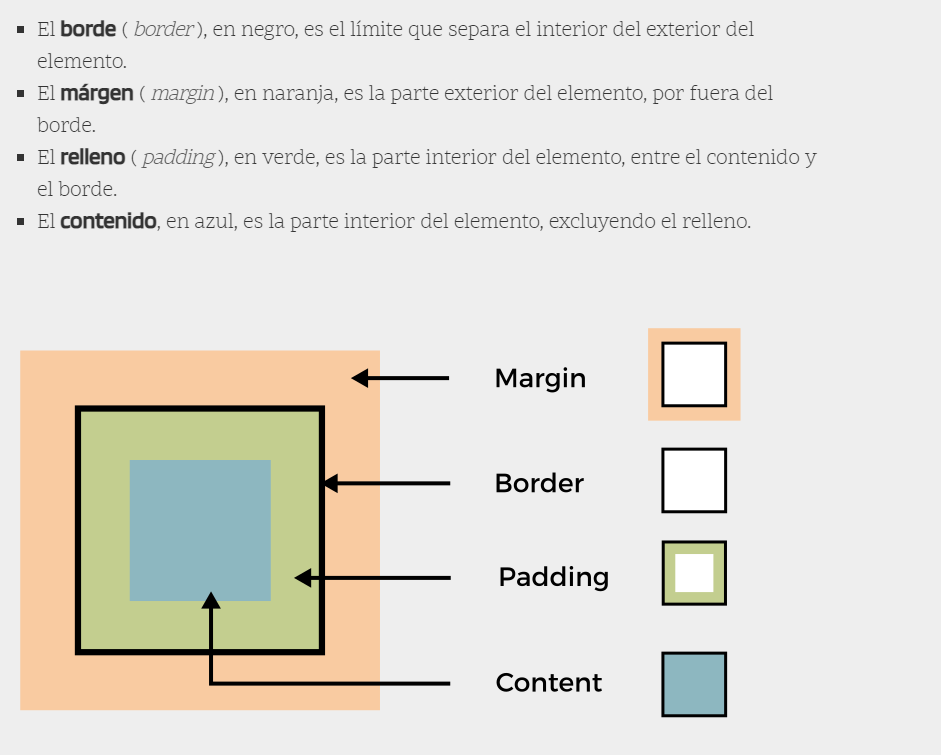 El borde ( border ), en negro, es el límite que separa el interior del exterior del
elemento.
El márgen ( margin ), en naranja, es la parte exterior del elemento, por fuera del
borde.
El relleno ( padding ), en verde, es la parte interior del elemento, entre el contenido y
el borde.
El contenido, en azul, es la parte interior del elemento, excluyendo el relleno.
Margin
Border
Padding
Content